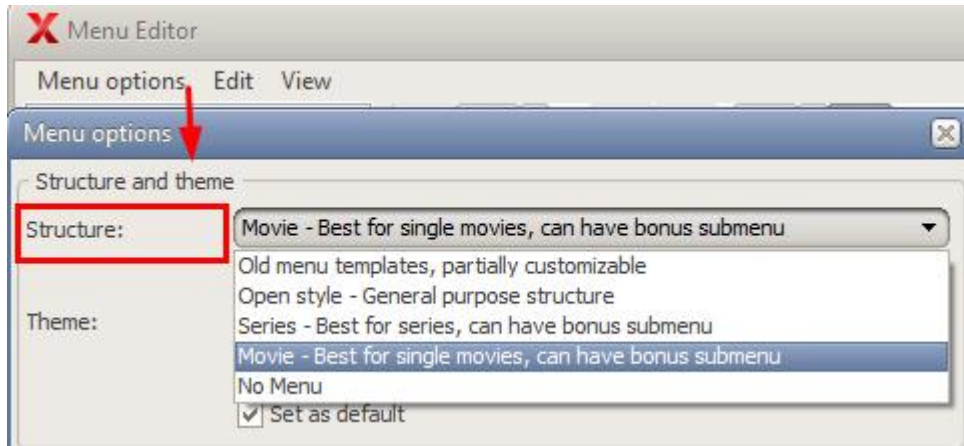 Menu Editor
Menu options Edit View
Menu options
Structure and theme
Structure:
Movie - Best for single movies, can have bonus submenu
Old menu templates, partially customizable
Open style - General purpose structure
Series - Best for series, can have bonus submenu
Theme:
Movie - Best for single movies, can have bonus submenu
No Menu
Set as default